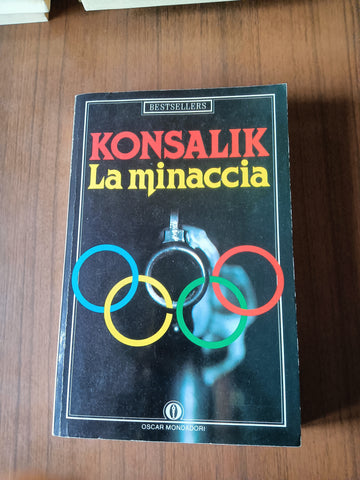 BESTSELLERS
KONSALIK
La minaccia
OSCAR MONDADORI